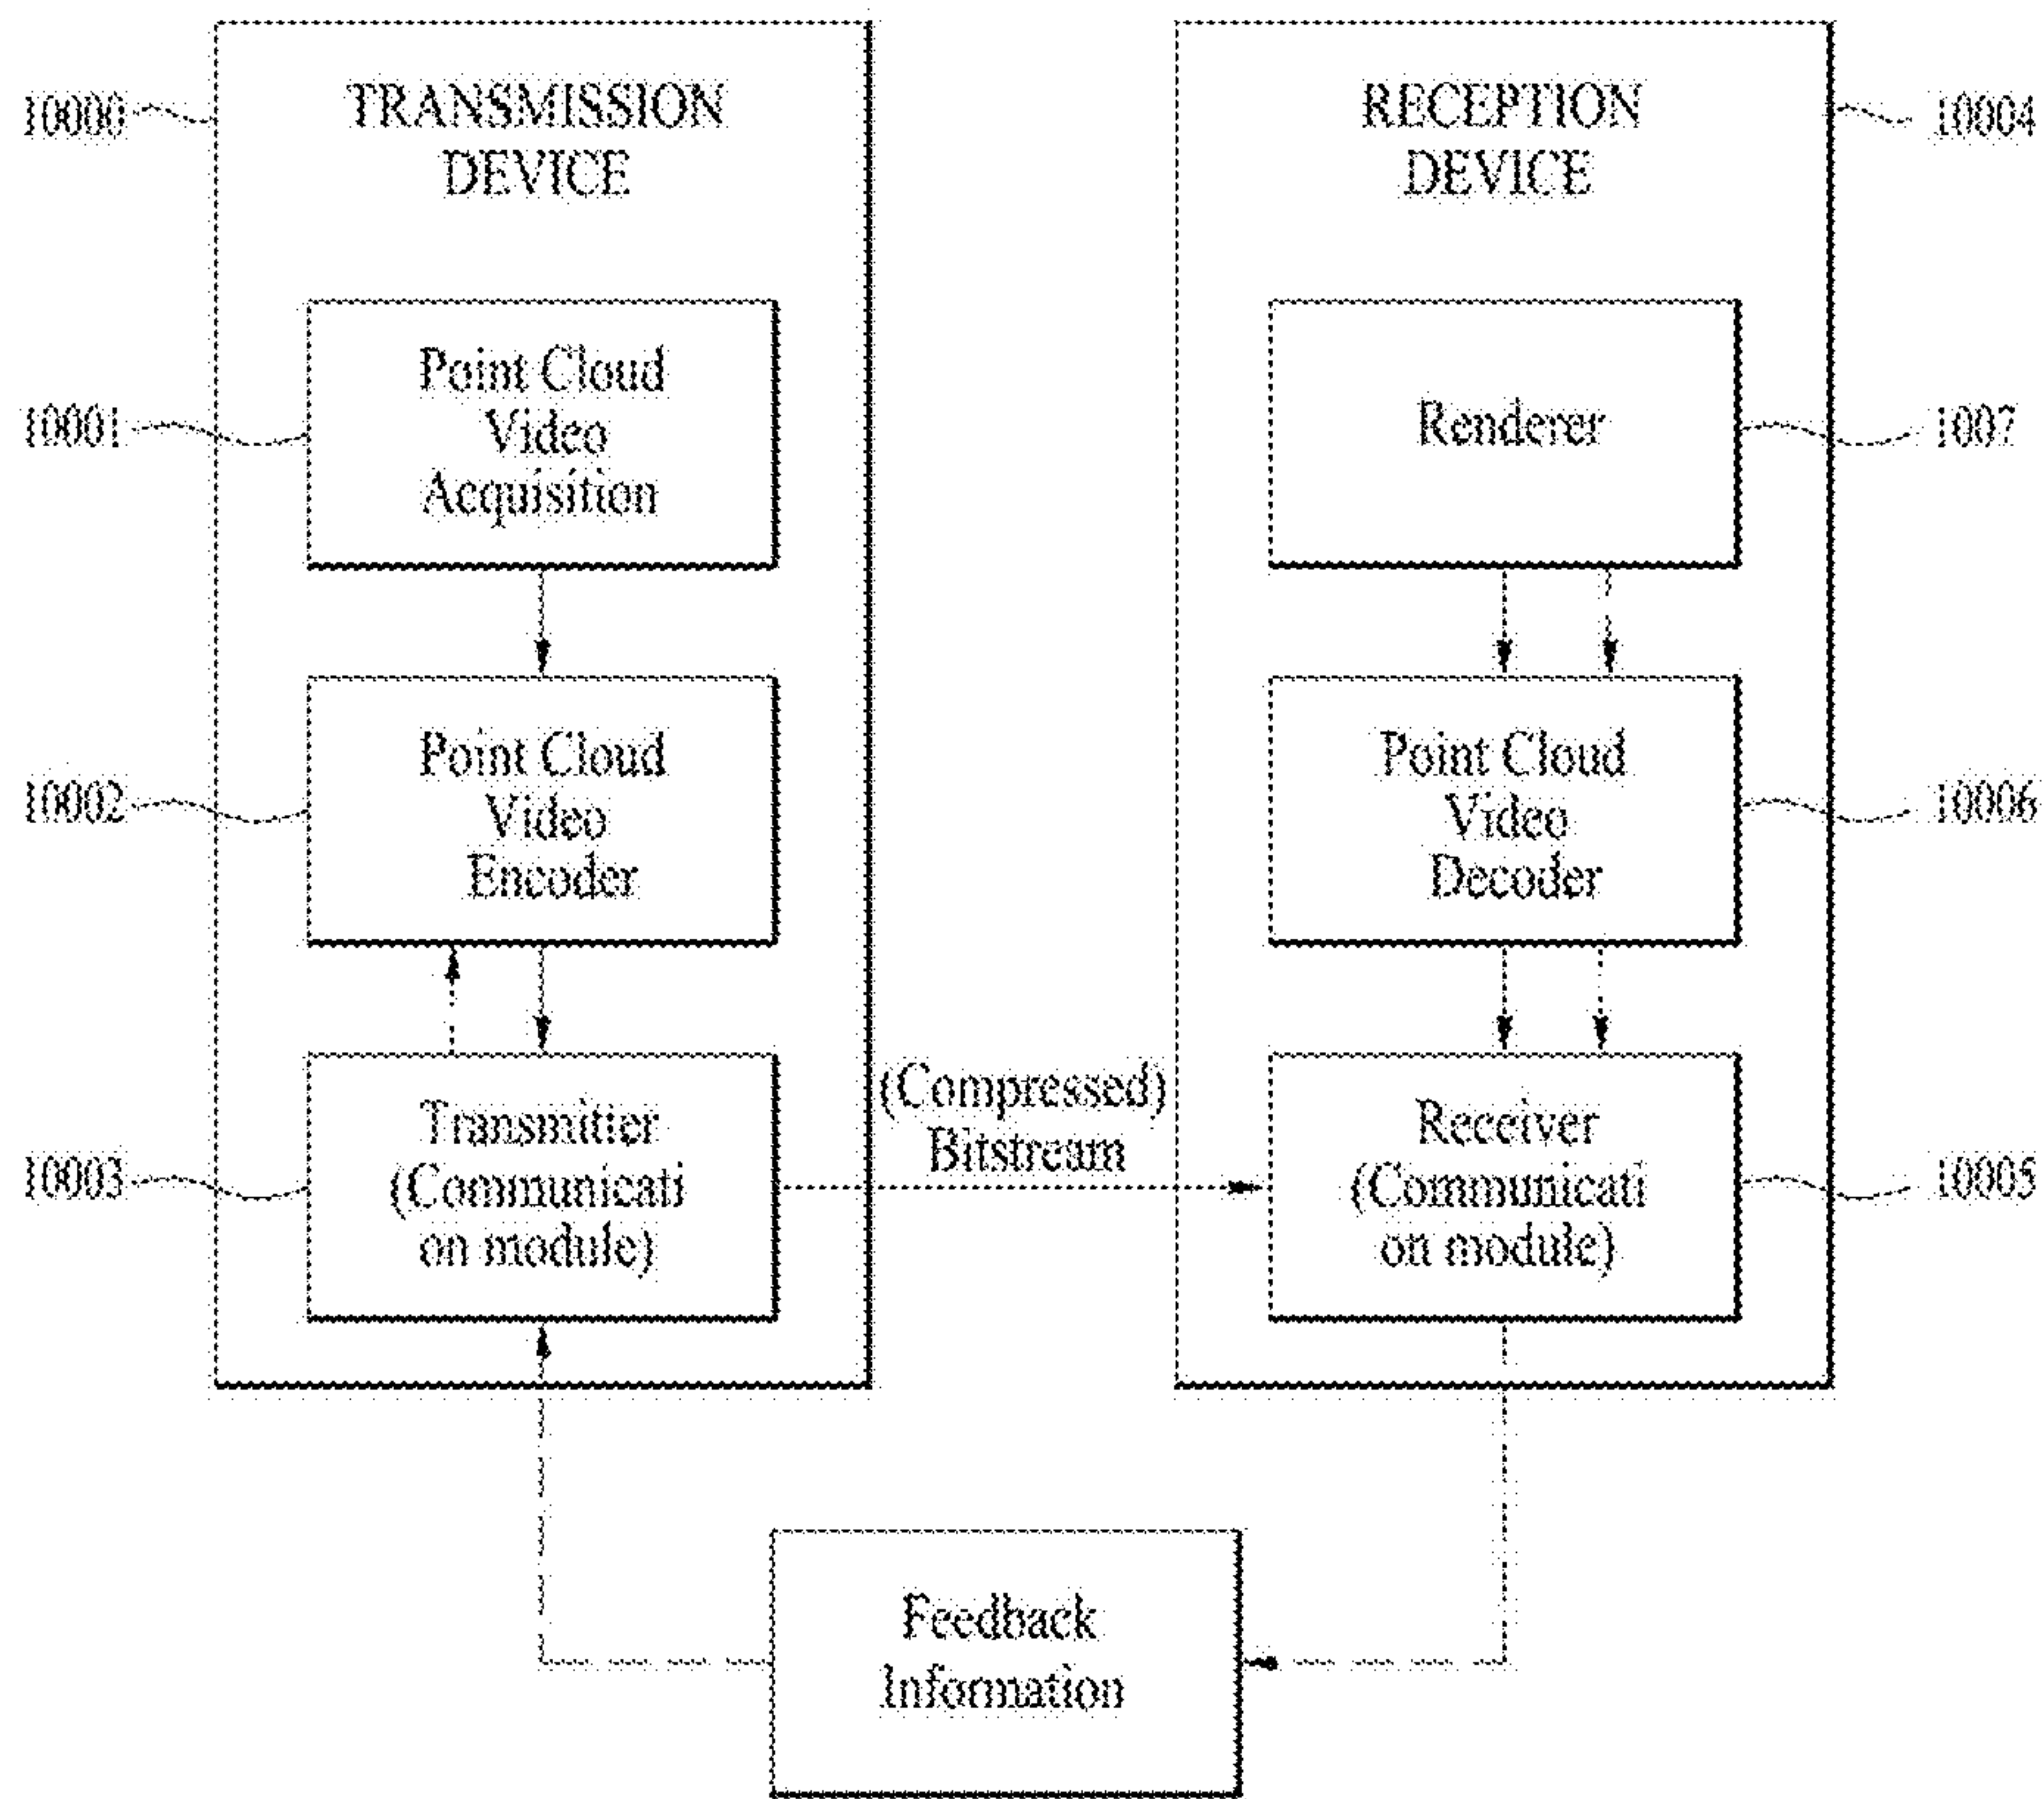 10000
TRANSMISSION
DEVICE
10001
Point Cloud
Video
Acquisition
10002
Point Cloud
Video
Encoder
10003
Transmitter
(Communicati
on module)
(Compressed)
Bitstream
RECEPTION
DEVICE
10004
Renderer
1007
Point Cloud
Video
Decoder
10006
Receiver
(Communicati
on module)
10005
Feedback
Information